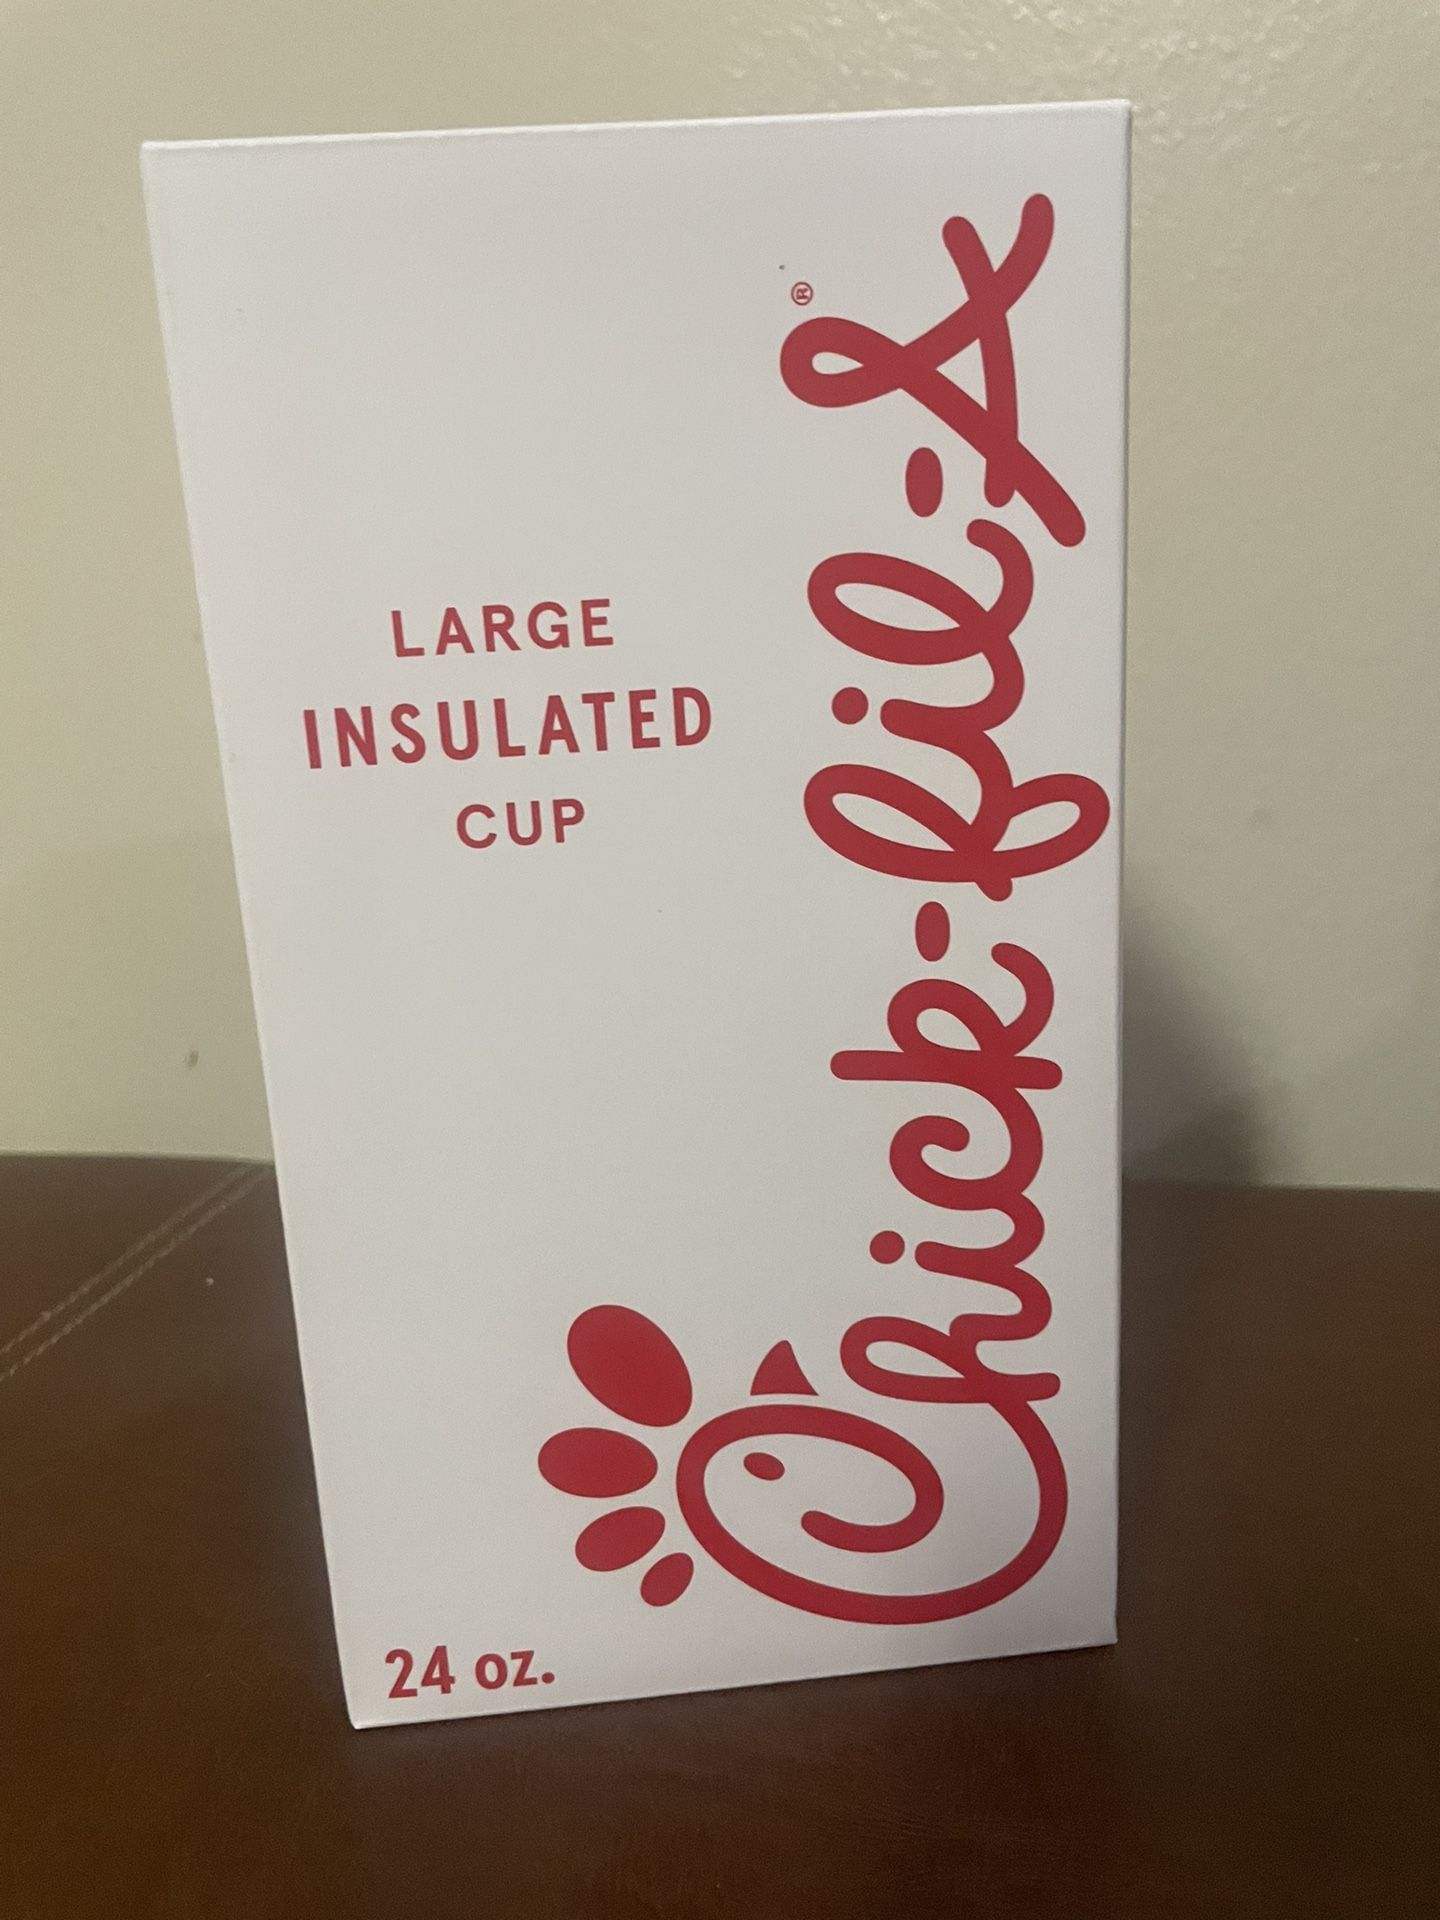 LARGE
INSULATED
CUP
Chick-fil-A®
24 oz.